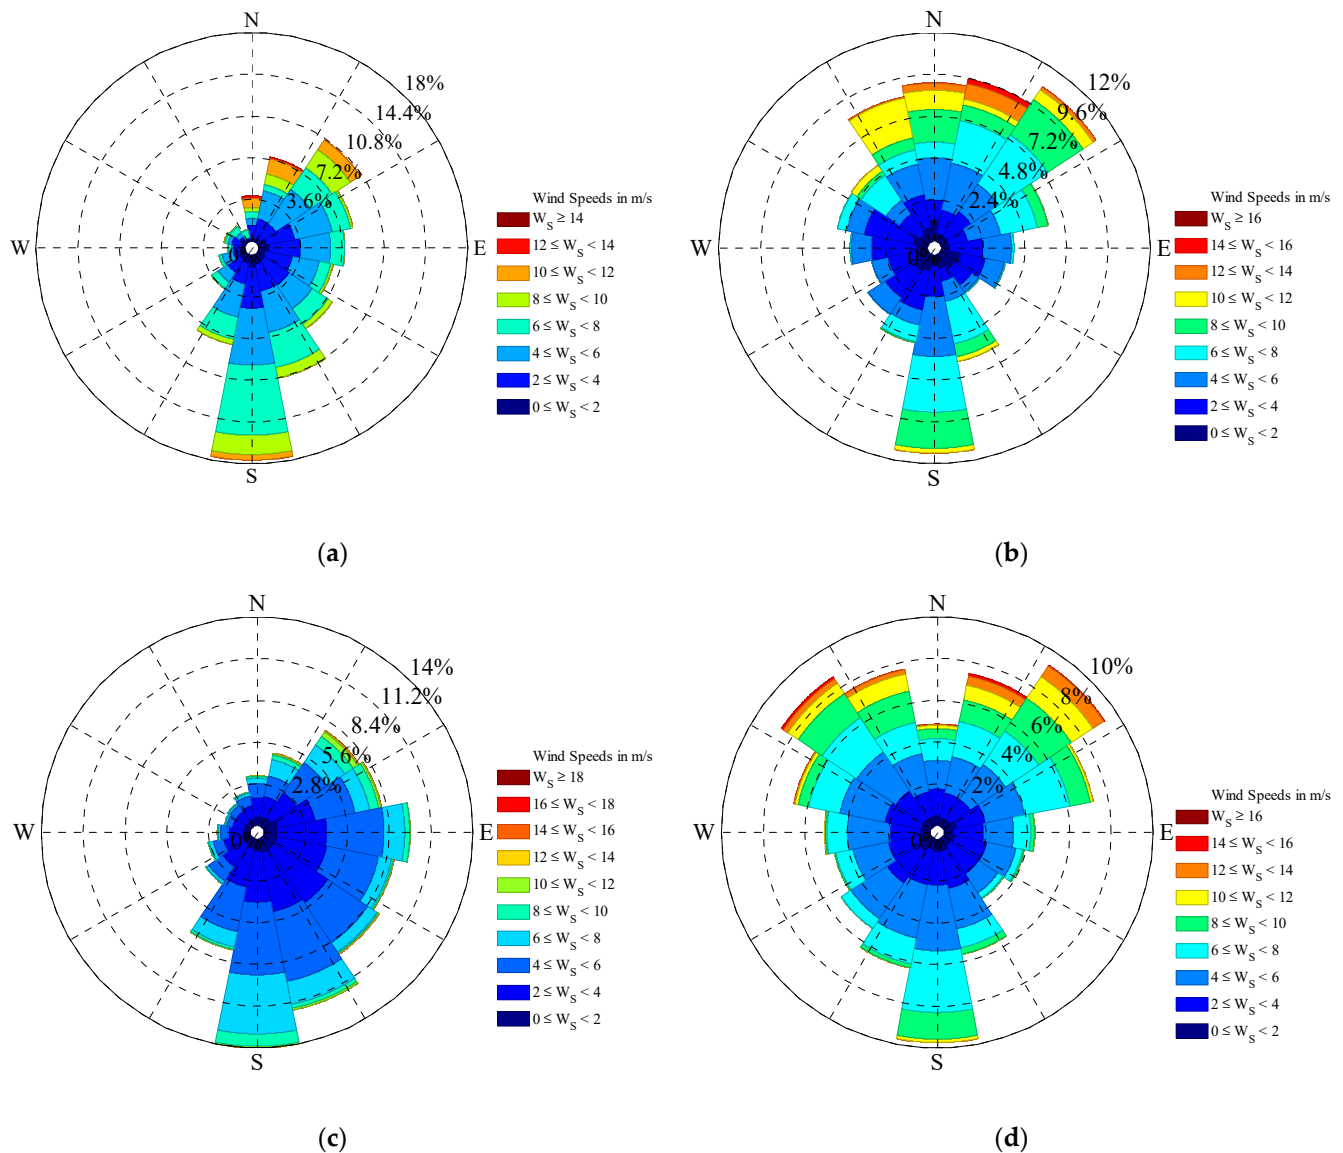 N
18%
14.4%
10.8%
7.2%
3.6%
0%
W
E
S
Wind Speeds in m/s
W_S ≥ 14
12 ≤ W_S < 14
10 ≤ W_S < 12
8 ≤ W_S < 10
6 ≤ W_S < 8
4 ≤ W_S < 6
2 ≤ W_S < 4
0 ≤ W_S < 2
(a)
N
12%
9.6%
7.2%
4.8%
2.4%
0%
W
E
S
Wind Speeds in m/s
W_S ≥ 16
14 ≤ W_S < 16
12 ≤ W_S < 14
10 ≤ W_S < 12
8 ≤ W_S < 10
6 ≤ W_S < 8
4 ≤ W_S < 6
2 ≤ W_S < 4
0 ≤ W_S < 2
(b)
N
14%
11.2%
8.4%
5.6%
2.8%
0%
W
E
S
Wind Speeds in m/s
W_S ≥ 18
16 ≤ W_S < 18
14 ≤ W_S < 16
12 ≤ W_S < 14
10 ≤ W_S < 12
8 ≤ W_S < 10
6 ≤ W_S < 8
4 ≤ W_S < 6
2 ≤ W_S < 4
0 ≤ W_S < 2
(c)
N
10%
8%
6%
4%
2%
0%
W
E
S
Wind Speeds in m/s
W_S ≥ 16
14 ≤ W_S < 16
12 ≤ W_S < 14
10 ≤ W_S < 12
8 ≤ W_S < 10
6 ≤ W_S < 8
4 ≤ W_S < 6
2 ≤ W_S < 4
0 ≤ W_S < 2
(d)